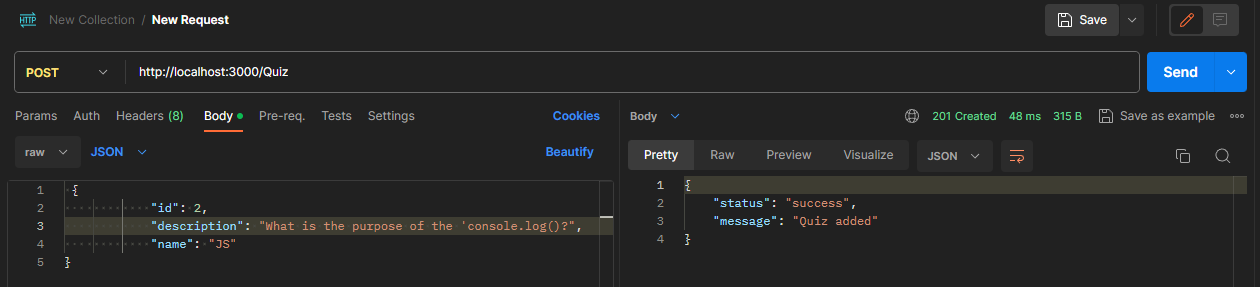 HTTP New Collection / New Request Save
POST http://localhost:3000/Quiz Send
Params Auth Headers (8) Body Pre-req. Tests Settings Cookies
raw JSON Beautify
1 {
2 "id": 2,
3 "description": "What is the purpose of the 'console.log()?",
4 "name": "JS"
5 }
Body 201 Created 48 ms 315 B Save as example
Pretty Raw Preview Visualize JSON
1 {
2 "status": "success",
3 "message": "Quiz added"
4 }